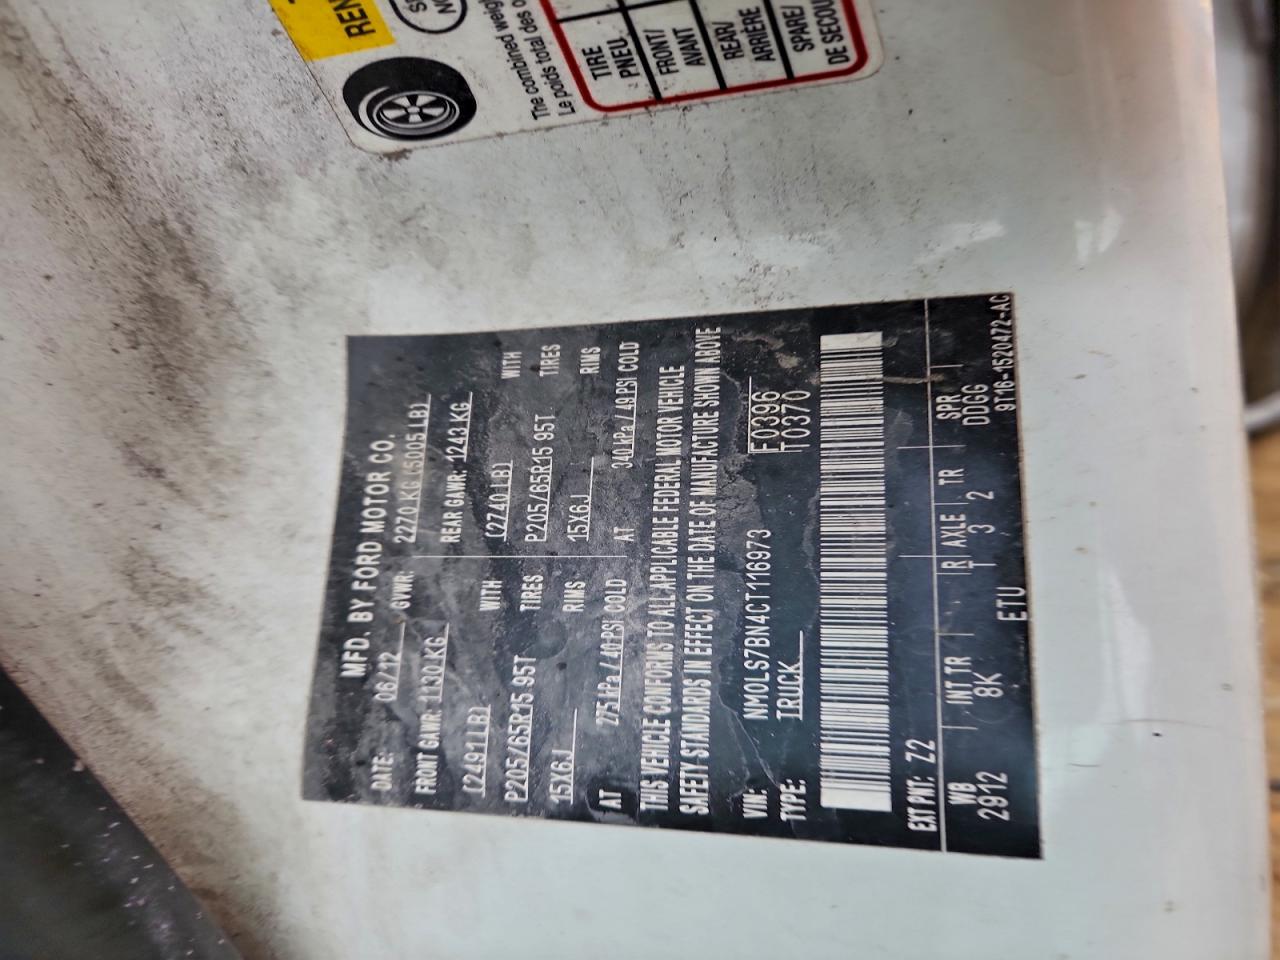 REN
The combined weig
Le poids total des o
TIRE
PNEU
FRONT/
AVANT
REAR/
ARRIÈRE
SPARE/
DE SECOU
MFD. BY FORD MOTOR CO.
DATE: 06/12 GVWR: 2270 KG (5005 LB)
FRONT GAWR: 1130 KG REAR GAWR: 1243 KG
(2491LB) WITH (2740 LB) WITH
P205/65R15 95T TIRES P205/65R15 95T TIRES
15X6J RIMS 15X6J RIMS
AT 275 kPa / 40 PSI COLD AT 340 kPa / 49 PSI COLD
THIS VEHICLE CONFORMS TO ALL APPLICABLE FEDERAL MOTOR VEHICLE
SAFETY STANDARDS IN EFFECT ON THE DATE OF MANUFACTURE SHOWN ABOVE
VIN: NM0LS7BN4CT116973 F0396
TYPE: TRUCK T0370
EXT PNT: Z2
WB INT TR R AXLE TR SPR
2912 8K 1 3 2 DDGG
ETU 9T16-1520472-AC